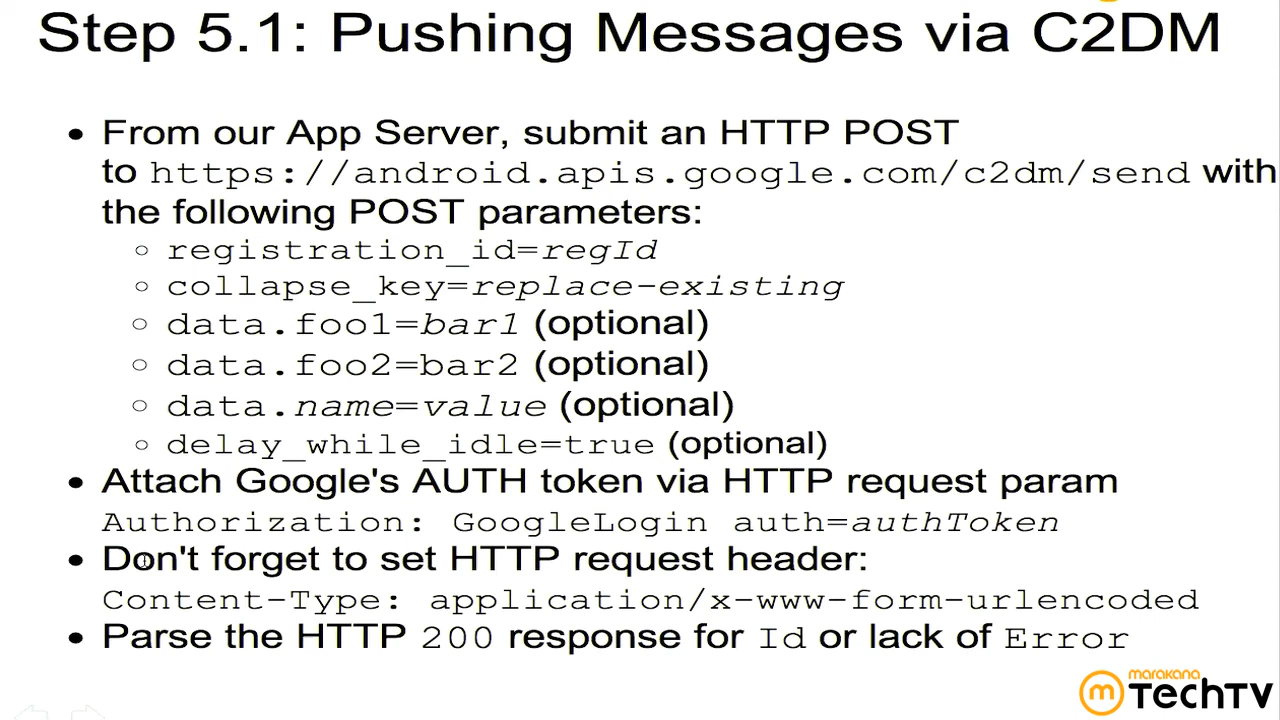 Step 5.1: Pushing Messages via C2DM
• From our App Server, submit an HTTP POST
to https://android.apis.google.com/c2dm/send with
the following POST parameters:
○ registration_id=regId
○ collapse_key=replace-existing
○ data.foo1=bar1 (optional)
○ data.foo2=bar2 (optional)
○ data.name=value (optional)
○ delay_while_idle=true (optional)
• Attach Google's AUTH token via HTTP request param
Authorization: GoogleLogin auth=authToken
• Don't forget to set HTTP request header:
Content-Type: application/x-www-form-urlencoded
• Parse the HTTP 200 response for Id or lack of Error
marakana
m TechTV